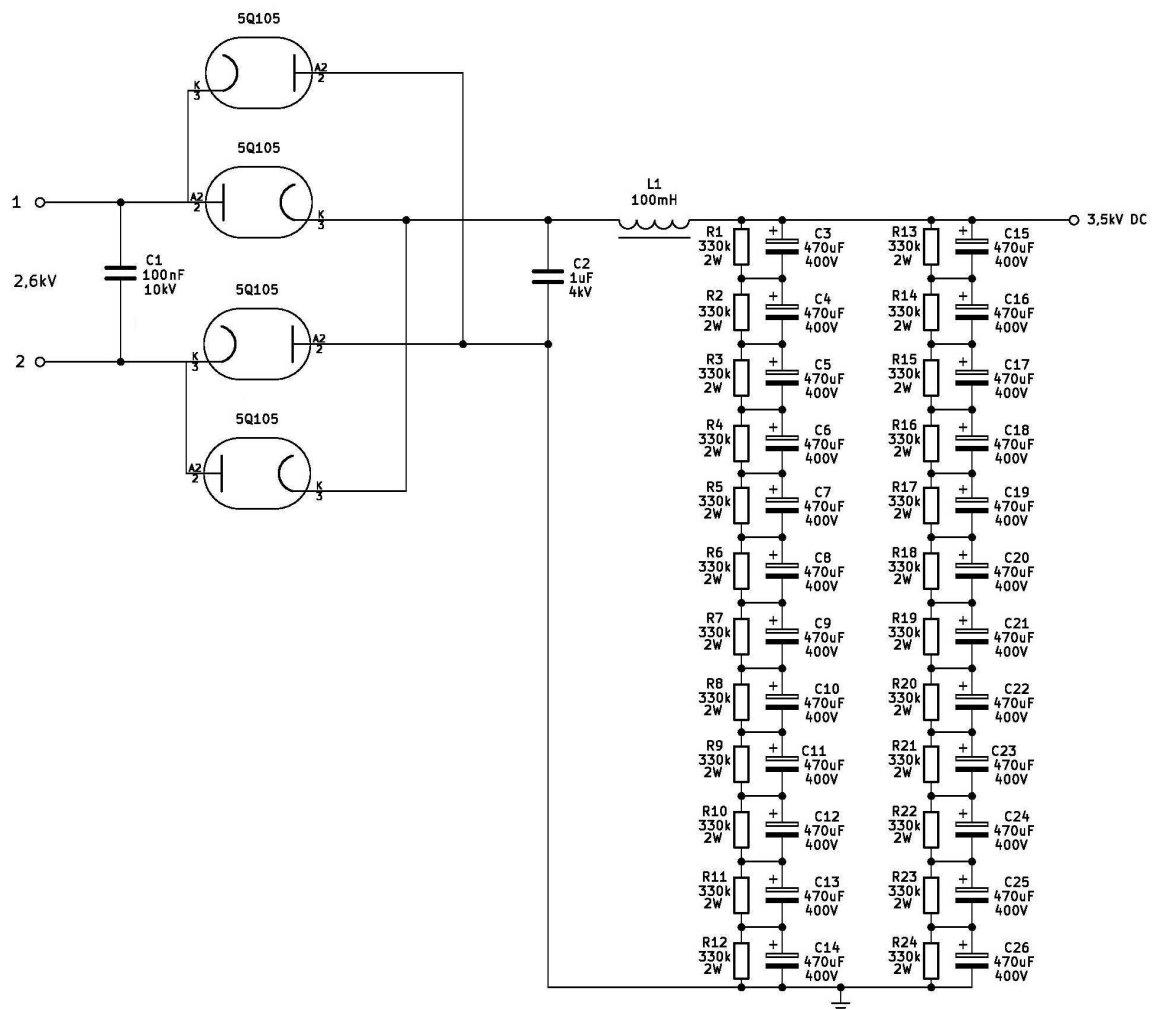 5Q105
A2
2
K
3
5Q105
A2
2
K
3
1
2,6kV
2
C1
100nF
10kV
5Q105
K
3
A2
2
5Q105
A2
2
K
3
C2
1uF
4kV
L1
100mH
3,5kV DC
R1
330k
2W
+
C3
470uF
400V
R13
330k
2W
+
C15
470uF
400V
R2
330k
2W
+
C4
470uF
400V
R14
330k
2W
+
C16
470uF
400V
R3
330k
2W
+
C5
470uF
400V
R15
330k
2W
+
C17
470uF
400V
R4
330k
2W
+
C6
470uF
400V
R16
330k
2W
+
C18
470uF
400V
R5
330k
2W
+
C7
470uF
400V
R17
330k
2W
+
C19
470uF
400V
R6
330k
2W
+
C8
470uF
400V
R18
330k
2W
+
C20
470uF
400V
R7
330k
2W
+
C9
470uF
400V
R19
330k
2W
+
C21
470uF
400V
R8
330k
2W
+
C10
470uF
400V
R20
330k
2W
+
C22
470uF
400V
R9
330k
2W
+
C11
470uF
400V
R21
330k
2W
+
C23
470uF
400V
R10
330k
2W
+
C12
470uF
400V
R22
330k
2W
+
C24
470uF
400V
R11
330k
2W
+
C13
470uF
400V
R23
330k
2W
+
C25
470uF
400V
R12
330k
2W
+
C14
470uF
400V
R24
330k
2W
+
C26
470uF
400V